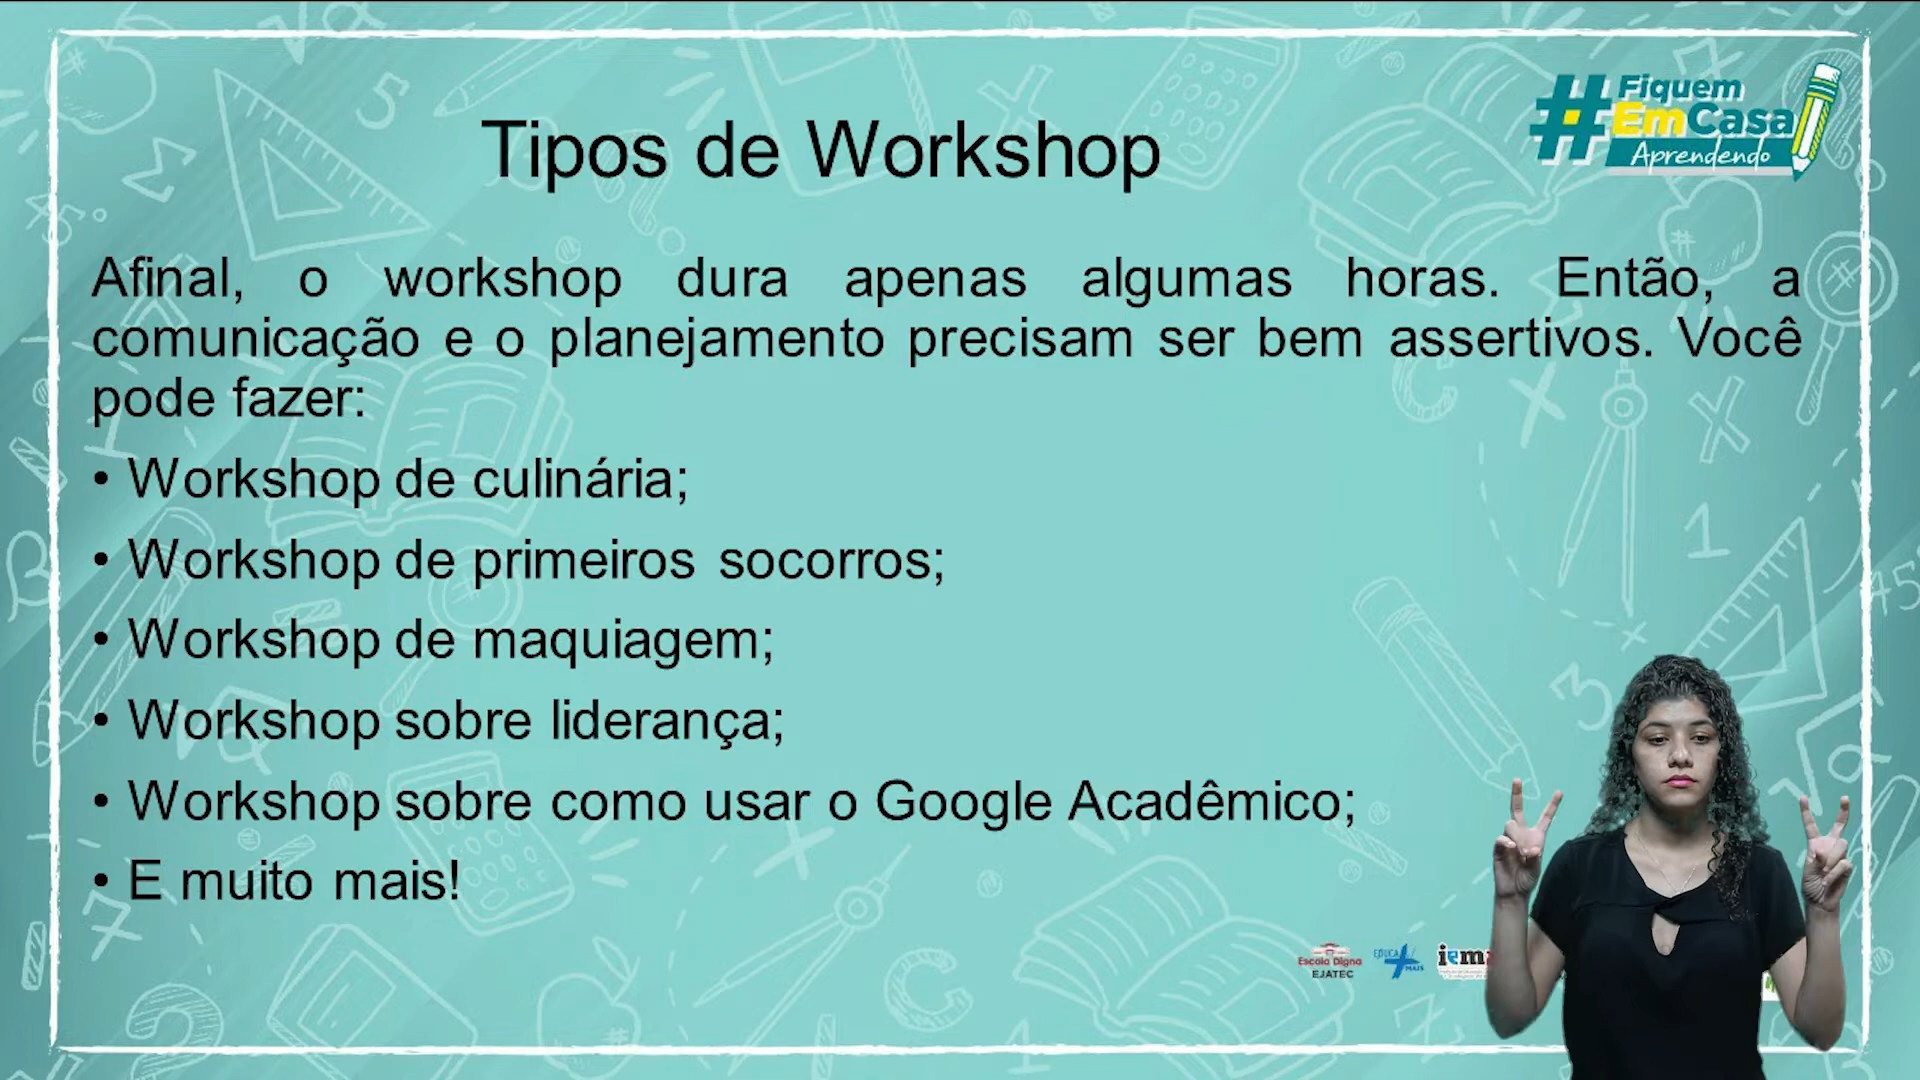 #Fiquem
EmCasa
Aprendendo
Tipos de Workshop
Afinal, o workshop dura apenas algumas horas. Então, a
comunicação e o planejamento precisam ser bem assertivos. Você
pode fazer:
• Workshop de culinária;
• Workshop de primeiros socorros;
• Workshop de maquiagem;
• Workshop sobre liderança;
• Workshop sobre como usar o Google Acadêmico;
• E muito mais!
Escola Digna
EJATEC
EDUCA
MAIS